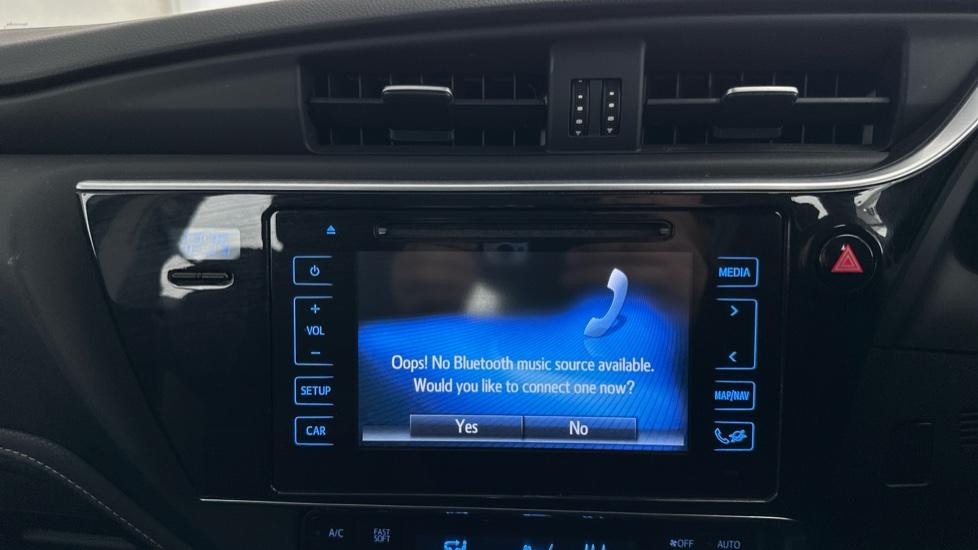 MEDIA
VOL
Oops! No Bluetooth music source available.
Would you like to connect one now?
SETUP
MAP/NAV
Yes No
CAR
A/C
FAST
SOFT
OFF
AUTO